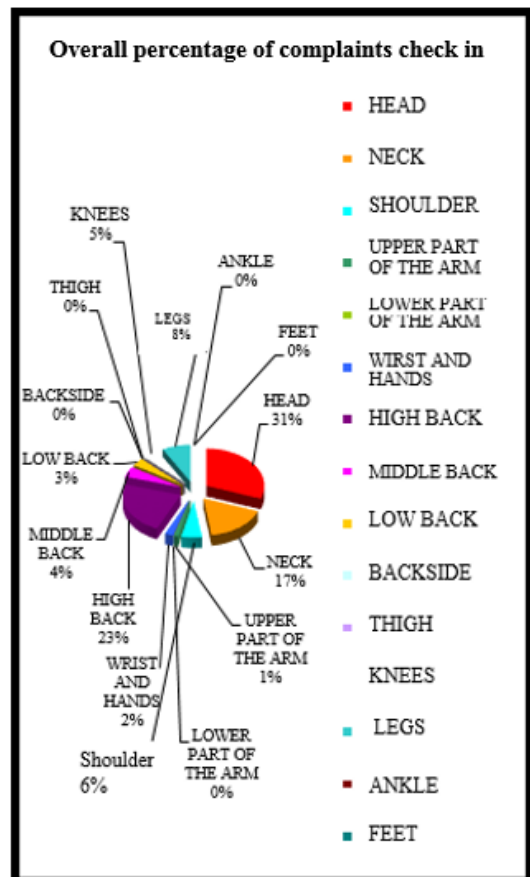 Overall percentage of complaints check in
HEAD
NECK
SHOULDER
UPPER PART
OF THE ARM
LOWER PART
OF THE ARM
WIRST AND
HANDS
HIGH BACK
MIDDLE BACK
LOW BACK
BACKSIDE
THIGH
KNEES
LEGS
ANKLE
FEET
KNEES
5%
ANKLE
0%
THIGH
0%
LEGS
8%
FEET
0%
BACKSIDE
0%
HEAD
31%
LOW BACK
3%
MIDDLE
BACK
4%
NECK
17%
HIGH
BACK
23%
UPPER
PART OF
THE ARM
1%
WRIST
AND
HANDS
2%
LOWER
PART OF
THE ARM
0%
Shoulder
6%